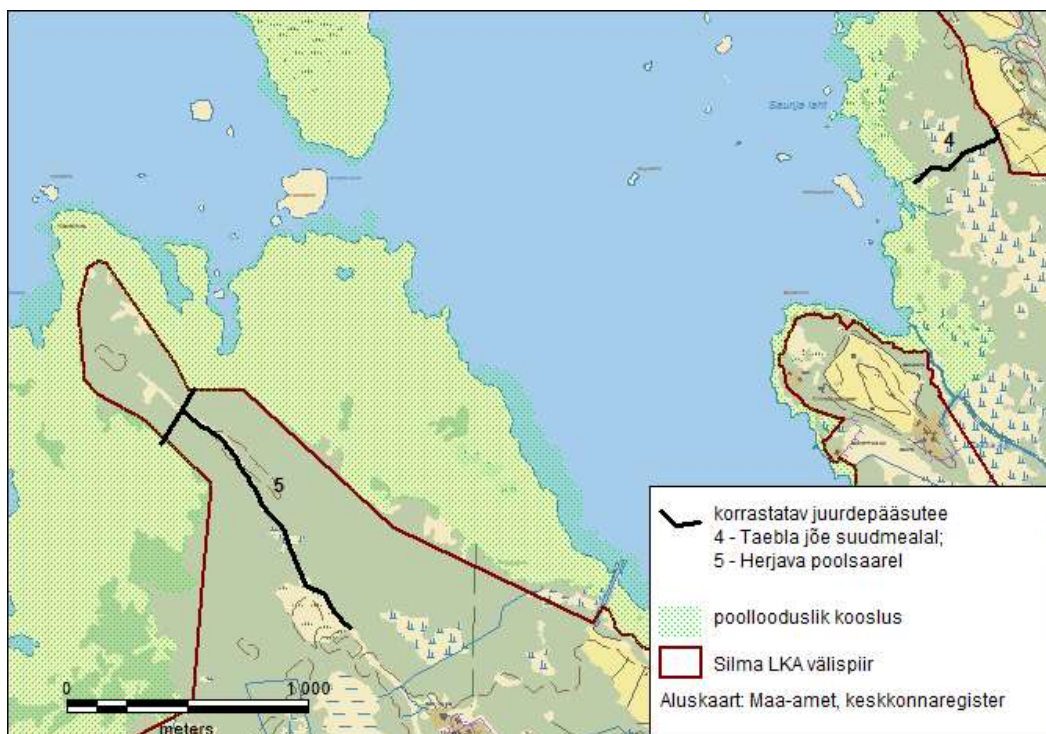 Saunja laht
4
5
korrastatav juurdepääsutee
4 - Taebla jõe suudmealal;
5 - Herjava poolsaarel
poollooduslik kooslus
Silma LKA välispiir
Aluskaart: Maa-amet, keskkonnaregister
0 1 000
meters